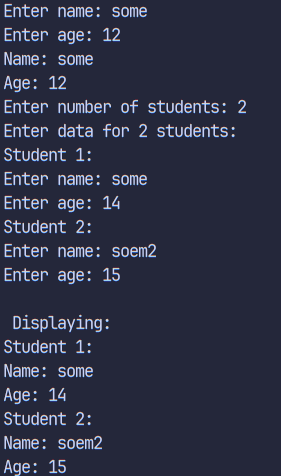 Enter name: some
Enter age: 12
Name: some
Age: 12
Enter number of students: 2
Enter data for 2 students:
Student 1:
Enter name: some
Enter age: 14
Student 2:
Enter name: soem2
Enter age: 15

 Displaying:
Student 1:
Name: some
Age: 14
Student 2:
Name: soem2
Age: 15